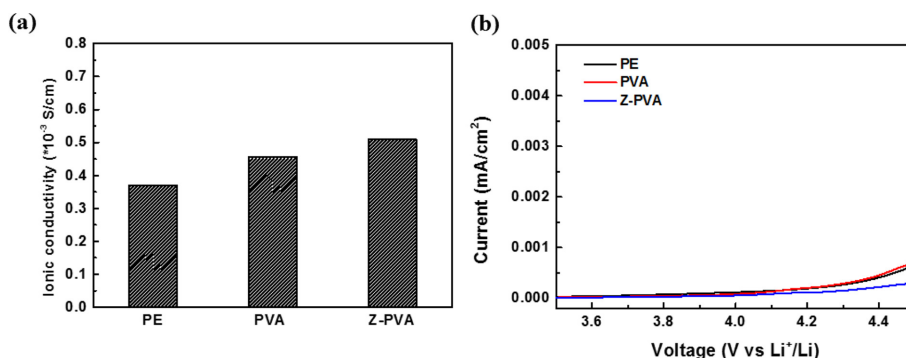 (a)
Ionic conductivity (*10⁻³ S/cm)
0.8
0.7
0.6
0.5
0.4
0.3
0.2
0.1
0.0
PE PVA Z-PVA
(b)
Current (mA/cm²)
0.005
0.004
0.003
0.002
0.001
0.000
PE
PVA
Z-PVA
3.6 3.8 4.0 4.2 4.4
Voltage (V vs Li⁺/Li)